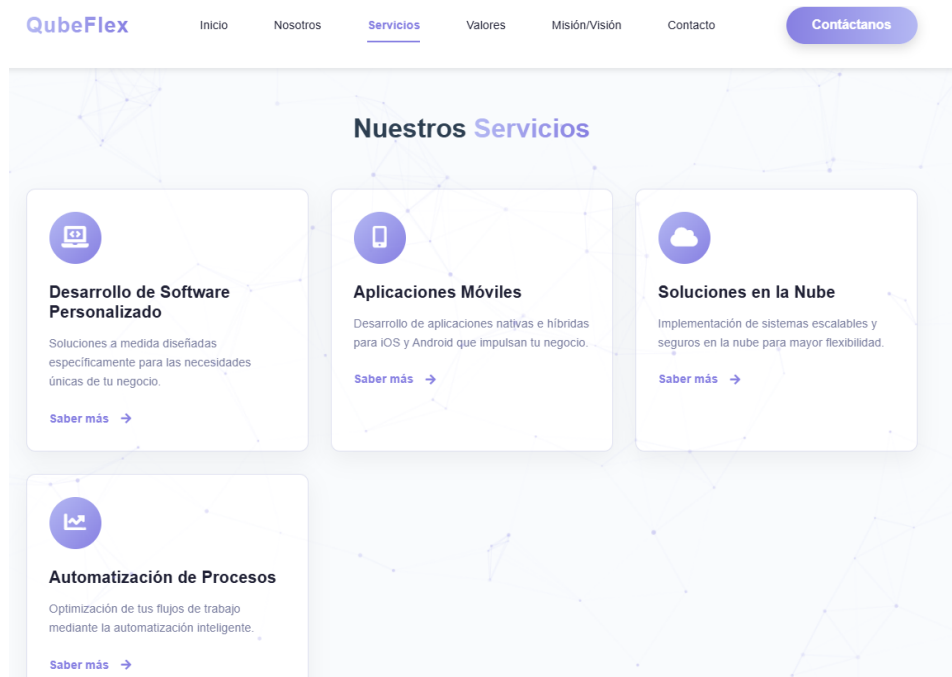 QubeFlex
Inicio
Nosotros
Servicios
Valores
Misión/Visión
Contacto
Contáctanos
Nuestros Servicios
Desarrollo de Software
Personalizado
Soluciones a medida diseñadas
específicamente para las necesidades
únicas de tu negocio.
Saber más
Aplicaciones Móviles
Desarrollo de aplicaciones nativas e híbridas
para iOS y Android que impulsan tu negocio.
Saber más
Soluciones en la Nube
Implementación de sistemas escalables y
seguros en la nube para mayor flexibilidad.
Saber más
Automatización de Procesos
Optimización de tus flujos de trabajo
mediante la automatización inteligente.
Saber más